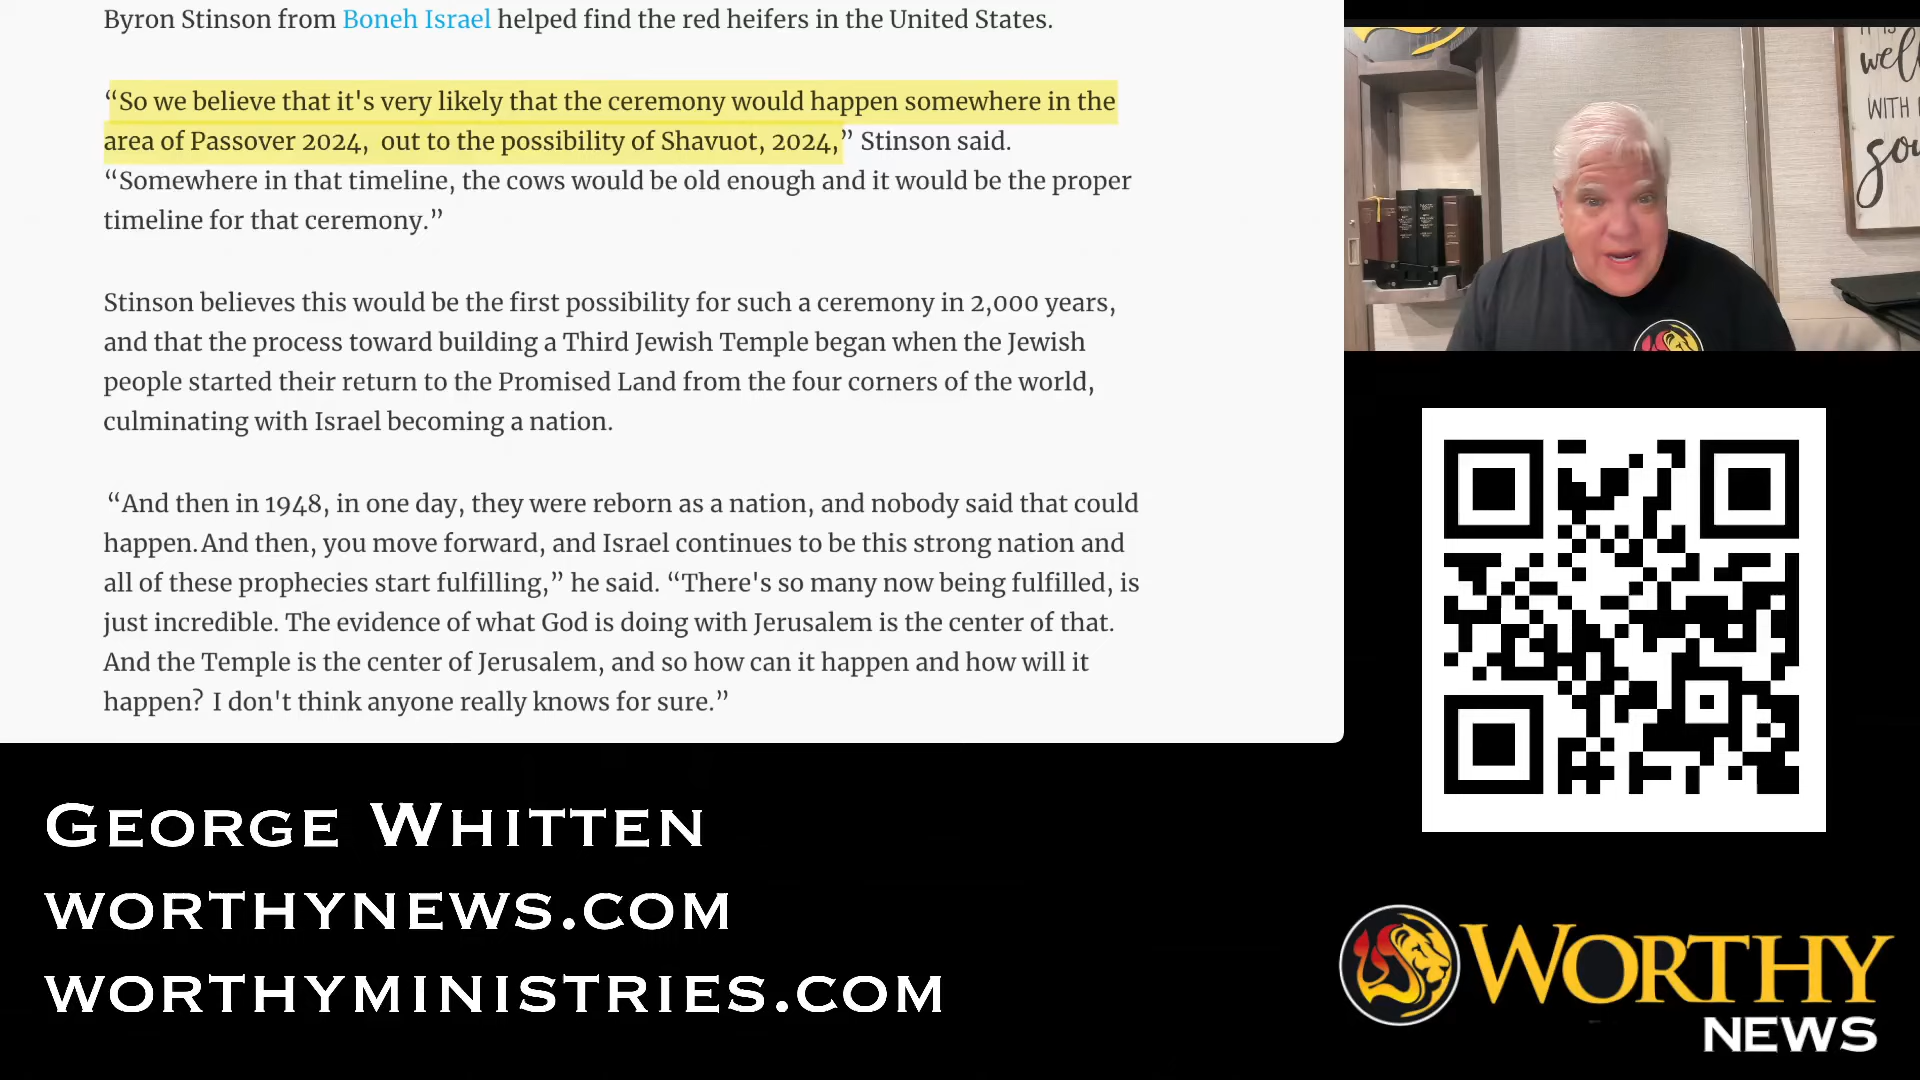 Byron Stinson from Boneh Israel helped find the red heifers in the United States.
“So we believe that it's very likely that the ceremony would happen somewhere in the
area of Passover 2024,  out to the possibility of Shavuot, 2024,” Stinson said.
“Somewhere in that timeline, the cows would be old enough and it would be the proper
timeline for that ceremony.”
Stinson believes this would be the first possibility for such a ceremony in 2,000 years,
and that the process toward building a Third Jewish Temple began when the Jewish
people started their return to the Promised Land from the four corners of the world,
culminating with Israel becoming a nation.
“And then in 1948, in one day, they were reborn as a nation, and nobody said that could
happen. And then, you move forward, and Israel continues to be this strong nation and
all of these prophecies start fulfilling,” he said. “There's so many now being fulfilled, is
just incredible. The evidence of what God is doing with Jerusalem is the center of that.
And the Temple is the center of Jerusalem, and so how can it happen and how will it
happen? I don't think anyone really knows for sure.”
well
WITH
GEORGE WHITTEN
WORTHYNEWS.COM
WORTHYMINISTRIES.COM
WORTHY
NEWS